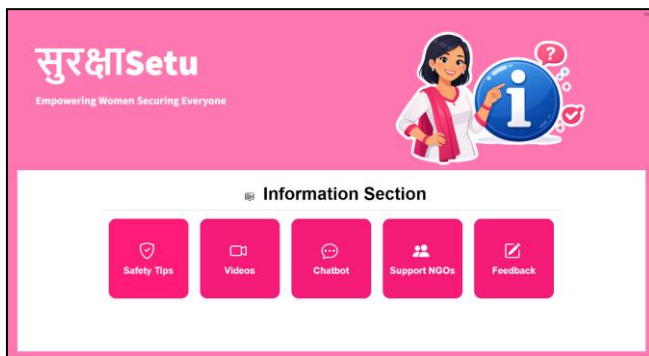 सुरक्षाSetu
Empowering Women Securing Everyone
?
i
Information Section
Safety Tips
Videos
Chatbot
Support NGOs
Feedback